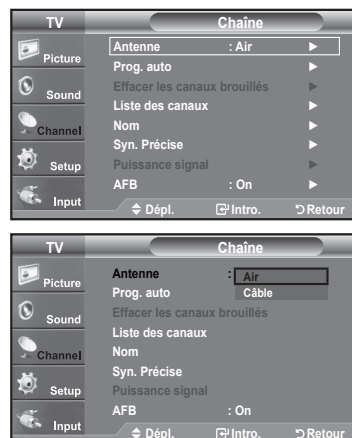 TV Chaîne
Picture
Sound
Channel
Setup
Input
Antenne : Air
Prog. auto
Effacer les canaux brouillés
Liste des canaux
Nom
Syn. Précise
Puissance signal
AFB : On
Dépl. Intro. Retour
TV Chaîne
Picture
Sound
Channel
Setup
Input
Antenne : Air
Câble
Prog. auto
Effacer les canaux brouillés
Liste des canaux
Nom
Syn. Précise
Puissance signal
AFB : On
Dépl. Intro. Retour